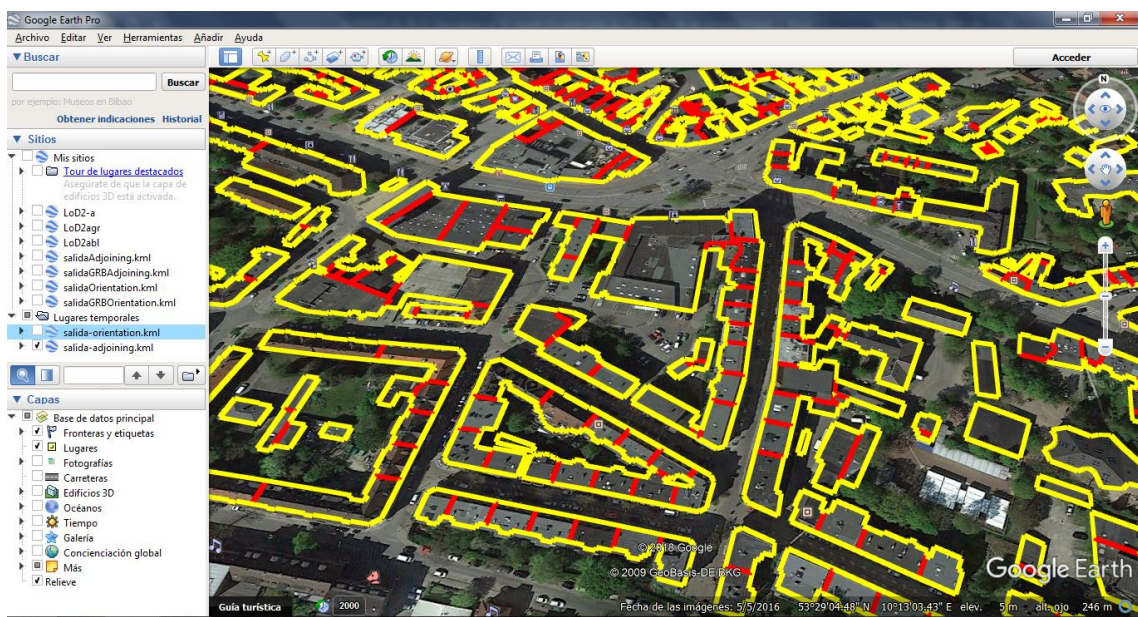 Google Earth Pro
Archivo Editar Ver Herramientas Añadir Ayuda
Buscar
Acceder
Buscar
por ejemplo: Museos en Bilbao
Obtener indicaciones Historial
Sitios
Mis sitios
Tour de lugares destacados
Asegúrate de que la capa de
edificios 3D está activada.
LoD2-a
LoD2agr
LoD2abl
salidaAdjoining.kml
salidaGRBAdjoining.kml
salidaOrientation.kml
salidaGRBOrientation.kml
Lugares temporales
salida-orientation.kml
salida-adjoining.kml
Capas
Base de datos principal
Fronteras y etiquetas
Lugares
Fotografías
Carreteras
Edificios 3D
Océanos
Tiempo
Galería
Concienciación global
Más
Relieve
N
© 2018 Google
© 2009 GeoBasis-DE/BKG
Google Earth
Guía turística
2000
Fecha de las imágenes: 5/5/2016 53°29'04.48" N 10°13'03.43" E elev. 5 m alt. ojo 246 m